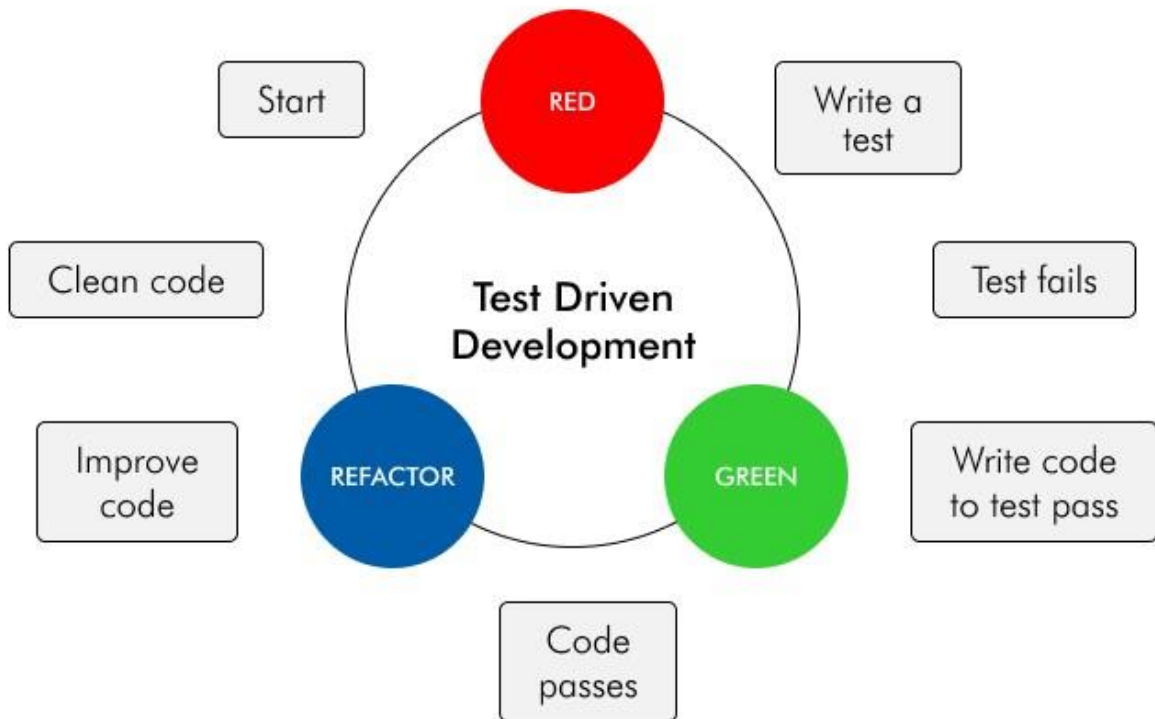 Start
RED
Write a
test
Clean code
Test fails
Test Driven
Development
Improve
code
REFACTOR
GREEN
Write code
to test pass
Code
passes